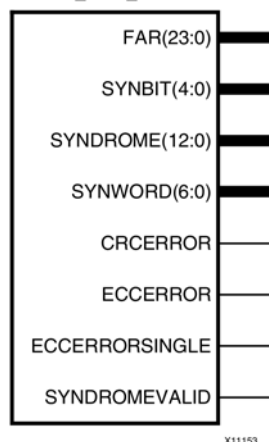 FAR(23:0)
SYNBIT(4:0)
SYNDROME(12:0)
SYNWORD(6:0)
CRCERROR
ECCERROR
ECCERRORSINGLE
SYNDROMEVALID
X11153